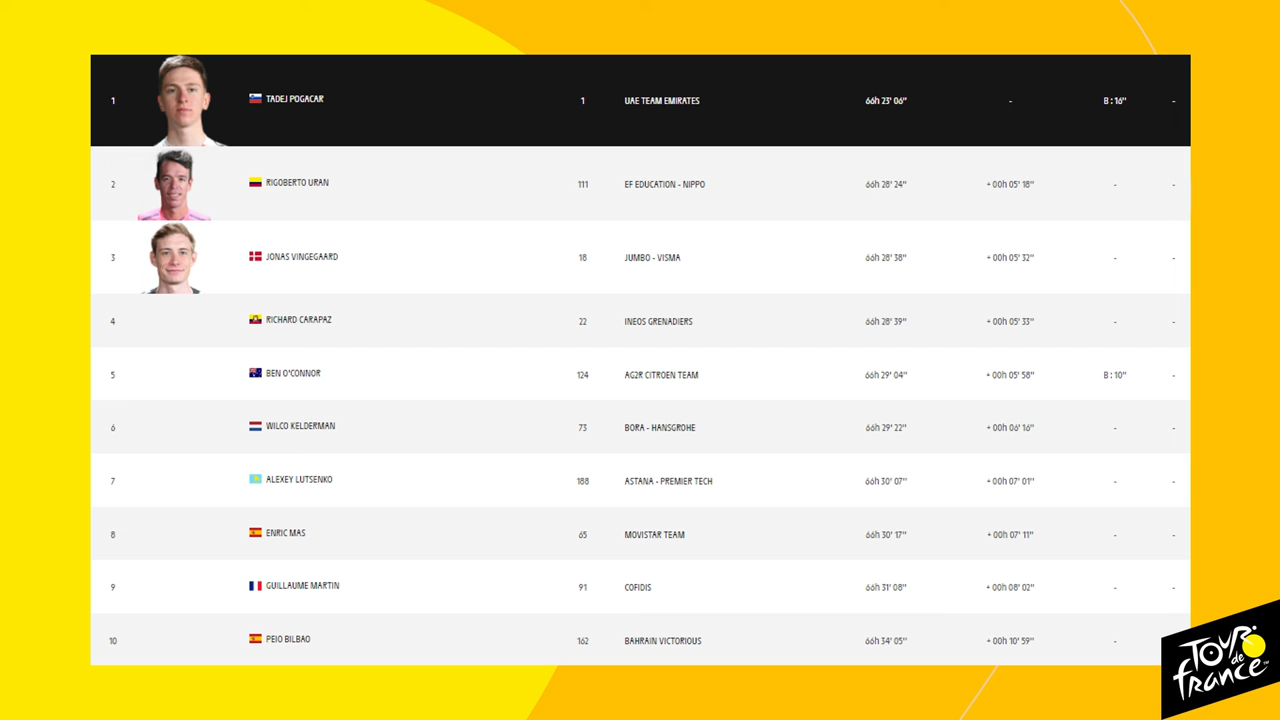 1 TADEJ POGACAR 1 UAE TEAM EMIRATES 66h 23' 06'' - B : 16'' -
2 RIGOBERTO URAN 111 EF EDUCATION - NIPPO 66h 28' 24'' + 00h 05' 18'' - -
3 JONAS VINGEGAARD 18 JUMBO - VISMA 66h 28' 38'' + 00h 05' 32'' - -
4 RICHARD CARAPAZ 22 INEOS GRENADIERS 66h 28' 39'' + 00h 05' 33'' - -
5 BEN O'CONNOR 124 AG2R CITROEN TEAM 66h 29' 04'' + 00h 05' 58'' B : 10'' -
6 WILCO KELDERMAN 73 BORA - HANSGROHE 66h 29' 22'' + 00h 06' 16'' - -
7 ALEXEY LUTSENKO 188 ASTANA - PREMIER TECH 66h 30' 07'' + 00h 07' 01'' - -
8 ENRIC MAS 65 MOVISTAR TEAM 66h 30' 17'' + 00h 07' 11'' - -
9 GUILLAUME MARTIN 91 COFIDIS 66h 31' 08'' + 00h 08' 02'' - -
10 PEIO BILBAO 162 BAHRAIN VICTORIOUS 66h 34' 05'' + 00h 10' 59'' - -
TOUR
de
france™